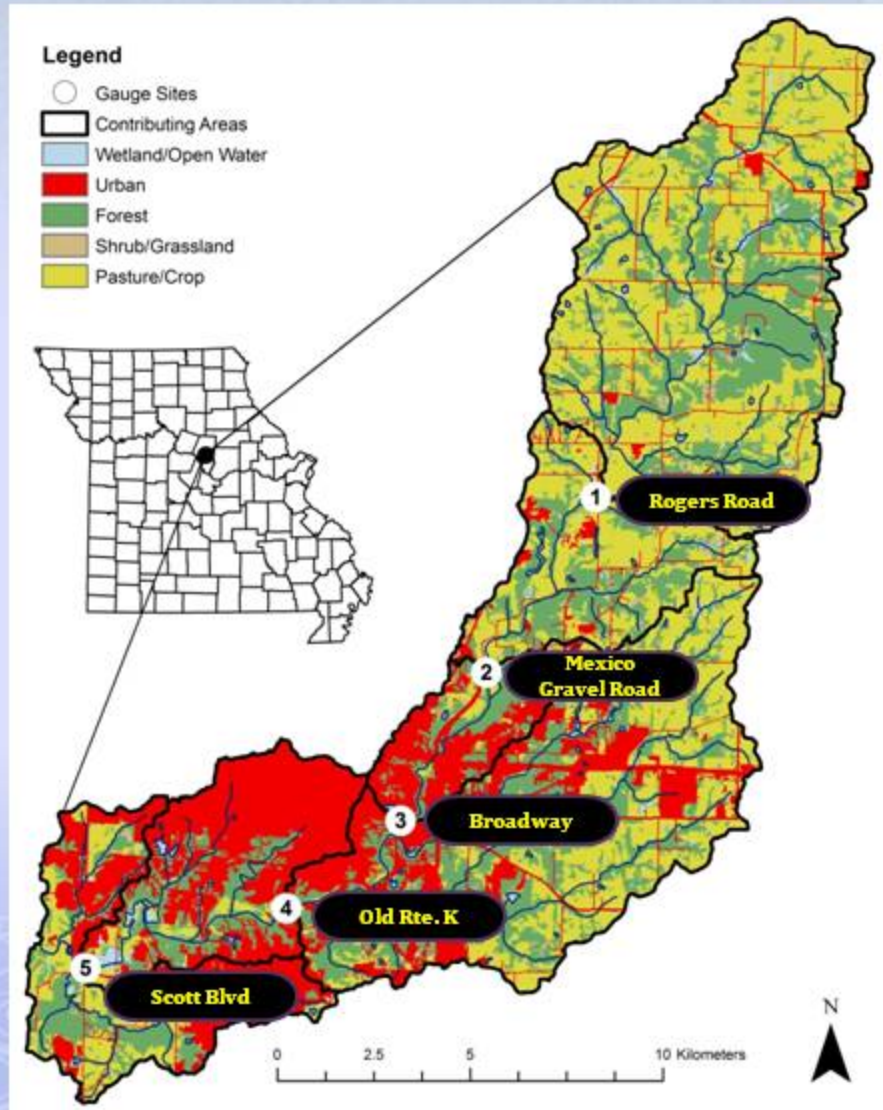 Legend
Gauge Sites
Contributing Areas
Wetland/Open Water
Urban
Forest
Shrub/Grassland
Pasture/Crop
1
Rogers Road
2
Mexico
Gravel Road
3
Broadway
4
Old Rte. K
5
Scott Blvd
N
0 2.5 5 10 Kilometers